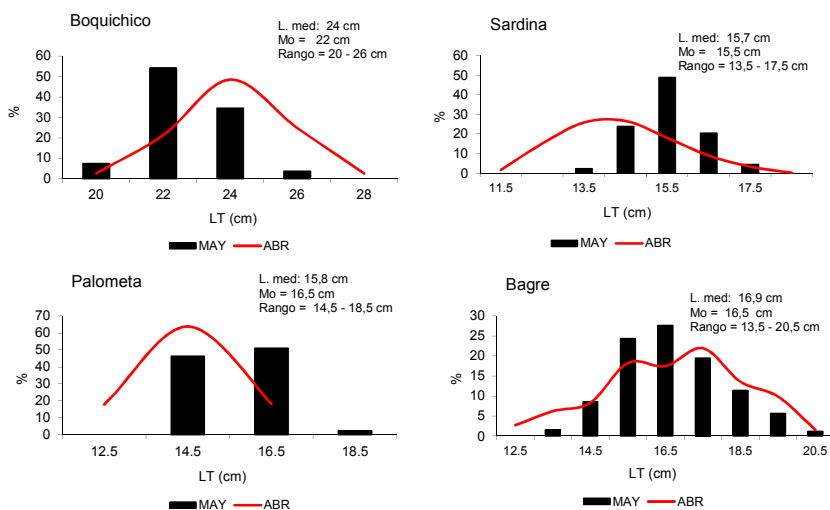 Boquichico
L. med:  24 cm
Mo =  22 cm
Rango = 20 - 26 cm
60
50
40
30
20
10
0
%
20 22 24 26 28
LT (cm)
MAY ABR
Sardina
L. med:  15,7 cm
Mo =  15,5 cm
Rango = 13,5 - 17,5 cm
60
50
40
30
20
10
0
%
11.5 13.5 15.5 17.5
LT (cm)
MAY ABR
Palometa
L. med: 15,8 cm
Mo = 16,5 cm
Rango = 14,5 - 18,5 cm
70
60
50
40
30
20
10
0
%
12.5 14.5 16.5 18.5
LT (cm)
MAY ABR
Bagre
L. med: 16,9 cm
Mo = 16,5 cm
Rango = 13,5 - 20,5 cm
30
25
20
15
10
5
0
%
12.5 14.5 16.5 18.5 20.5
LT (cm)
MAY ABR